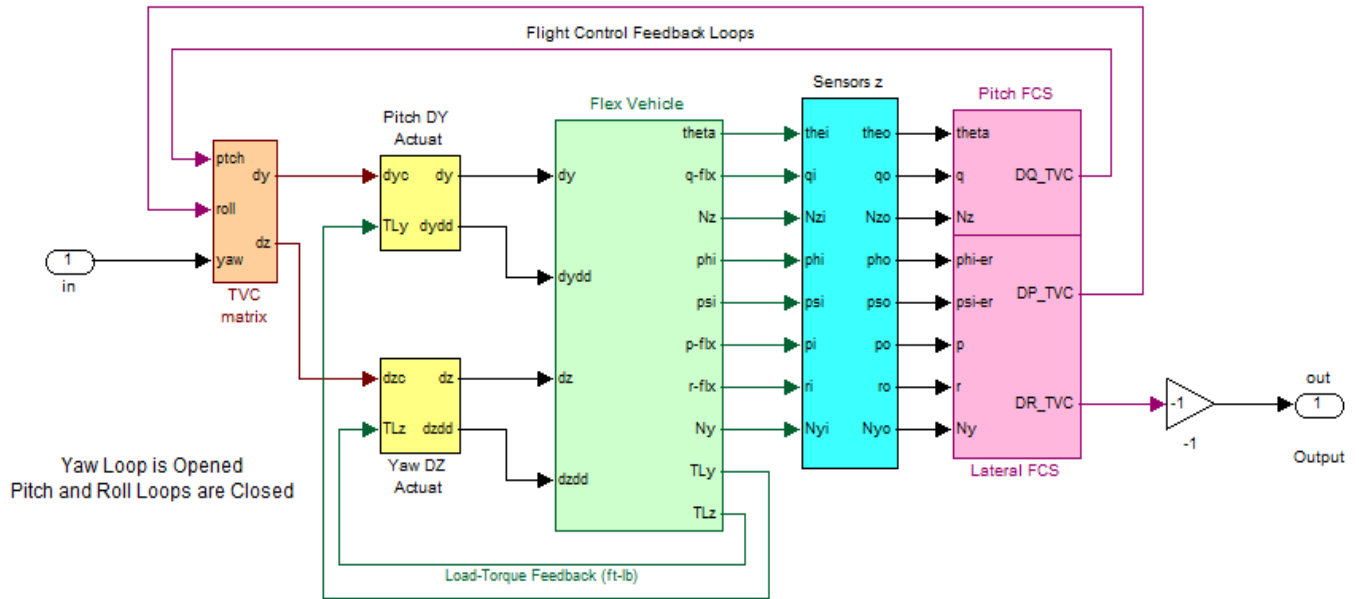 Flight Control Feedback Loops
Sensors z
Pitch FCS
Flex Vehicle
Pitch DY
Actuat
ptch
dy
roll
dz
yaw
TVC
matrix
1
in
dyc
dy
TLy
dydd
dzc
dz
TLz
dzdd
Yaw DZ
Actuat
dy
dydd
dz
dzdd
theta
q-flx
Nz
phi
psi
p-flx
r-flx
Ny
TLy
TLz
thei
theo
qi
qo
Nzi
Nzo
phi
pho
psi
pso
pi
po
ri
ro
Nyi
Nyo
theta
q
DQ_TVC
Nz
phi-er
DP_TVC
psi-er
p
r
DR_TVC
Ny
Lateral FCS
-1
-1
out
1
Output
Yaw Loop is Opened
Pitch and Roll Loops are Closed
Load-Torque Feedback (ft-lb)